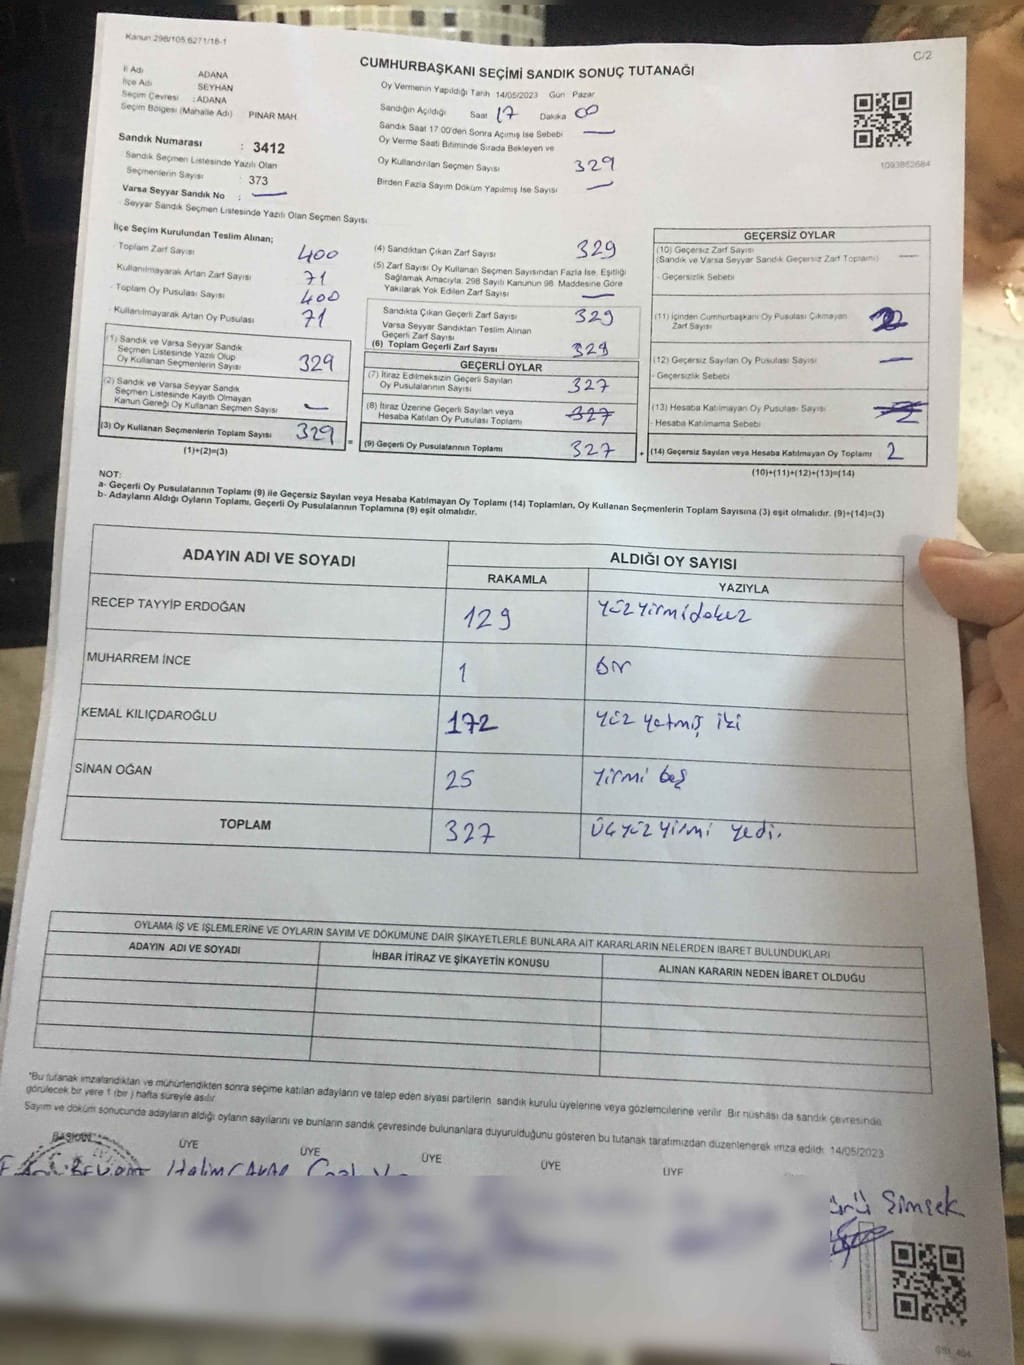 Kanun 298/105,6271/16-1
C/2
CUMHURBAŞKANI SEÇİMİ SANDIK SONUÇ TUTANAĞI
İl Adı ADANA
İlçe Adı SEYHAN
Seçim Çevresi : ADANA
Seçim Bölgesi (Mahalle Adı) PINAR MAH
Sandık Numarası : 3412
Sandık Seçmen Listesinde Yazılı Olan
Seçmenlerin Sayısı : 373
Varsa Seyyar Sandık No : —
Seyyar Sandık Seçmen Listesinde Yazılı Olan Seçmen Sayısı
Oy Vermenin Yapıldığı Tarih 14/05/2023 Gün Pazar
Sandığın Açıldığı Saat 17 Dakika 00
Sandık Saat 17:00'den Sonra Açmış İse Sebebi —
Oy Verme Saati Bitiminde Sırada Bekleyen ve
Oy Kullandırılan Seçmen Sayısı 329
Birden Fazla Sayım Döküm Yapılmış İse Sayısı —
1093862684
İlçe Seçim Kurulundan Teslim Alınan;
Toplam Zarf Sayısı 400
Kullanılmayarak Artan Zarf Sayısı 71
Toplam Oy Pusulası Sayısı 400
Kullanılmayarak Artan Oy Pusulası 71
(1) Sandık ve Varsa Seyyar Sandık
Seçmen Listesinde Yazılı Olup
Oy Kullanan Seçmenlerin Sayısı 329
(2) Sandık ve Varsa Seyyar Sandık
Seçmen Listesinde Kayıtlı Olmayan
Kanun Gereği Oy Kullanan Seçmen Sayısı —
(3) Oy Kullanan Seçmenlerin Toplam Sayısı 329 =
(1)+(2)=(3)
(4) Sandıktan Çıkan Zarf Sayısı 329
(5) Zarf Sayısı Oy Kullanan Seçmen Sayısından Fazla İse, Eşitliği
Sağlamak Amacıyla; 298 Sayılı Kanunun 98. Maddesine Göre
Yakılarak Yok Edilen Zarf Sayısı —
Sandıkta Çıkan Geçerli Zarf Sayısı 329
Varsa Seyyar Sandıktan Teslim Alınan
Geçerli Zarf Sayısı
(6) Toplam Geçerli Zarf Sayısı 329
GEÇERLİ OYLAR
(7) İtiraz Edilmeksizin Geçerli Sayılan
Oy Pusulalarının Sayısı 327
(8) İtiraz Üzerine Geçerli Sayılan veya
Hesaba Katılan Oy Pusulası Toplamı 327
(9) Geçerli Oy Pusulalarının Toplamı 327 +
GEÇERSİZ OYLAR
(10) Geçersiz Zarf Sayısı
(Sandık ve Varsa Seyyar Sandık Geçersiz Zarf Toplamı) —
- Geçersizlik Sebebi
(11) İçinden Cumhurbaşkanı Oy Pusulası Çıkmayan
Zarf Sayısı 2
(12) Geçersiz Sayılan Oy Pusulası Sayısı —
- Geçersizlik Sebebi
(13) Hesaba Katılmayan Oy Pusulası Sayısı
- Hesaba Katılmama Sebebi
(14) Geçersiz Sayılan veya Hesaba Katılmayan Oy Toplamı 2
(10)+(11)+(12)+(13)=(14)
NOT:
a- Geçerli Oy Pusulalarının Toplamı (9) ile Geçersiz Sayılan veya Hesaba Katılmayan Oy Toplamı (14) Toplamları, Oy Kullanan Seçmenlerin Toplam Sayısına (3) eşit olmalıdır. (9)+(14)=(3)
b- Adayların Aldığı Oyların Toplamı, Geçerli Oy Pusulalarının Toplamına (9) eşit olmalıdır.
ADAYIN ADI VE SOYADI
ALDIĞI OY SAYISI
RAKAMLA YAZIYLA
RECEP TAYYİP ERDOĞAN 129 yüz yirmidokuz
MUHARREM İNCE 1 bir
KEMAL KILIÇDAROĞLU 172 yüz yetmiş iki
SİNAN OĞAN 25 yirmi beş
TOPLAM 327 üçyüz yirmi yedi.
OYLAMA İŞ VE İŞLEMLERİNE VE OYLARIN SAYIM VE DÖKÜMÜNE DAİR ŞİKAYETLERLE BUNLARA AİT KARARLARIN NELERDEN İBARET BULUNDUKLARI
ADAYIN ADI VE SOYADI İHBAR İTİRAZ VE ŞİKAYETİN KONUSU ALINAN KARARIN NEDEN İBARET OLDUĞU
*Bu tutanak imzalandıktan ve mühürlendikten sonra seçime katılan adayların ve talep eden siyasi partilerin sandık kurulu üyelerine veya gözlemcilerine verilir. Bir nüshası da sandık çevresinde
görülecek bir yere 1 (bir) hafta süreyle asılır
Sayım ve döküm sonucunda adayların aldığı oyların sayılarını ve bunların sandık çevresinde bulunanlara duyurulduğunu gösteren bu tutanak tarafımızdan düzenlenerek imza edildi. 14/05/2023
BAŞKAN ÜYE ÜYE ÜYE ÜYE ÜYE
Şimşek